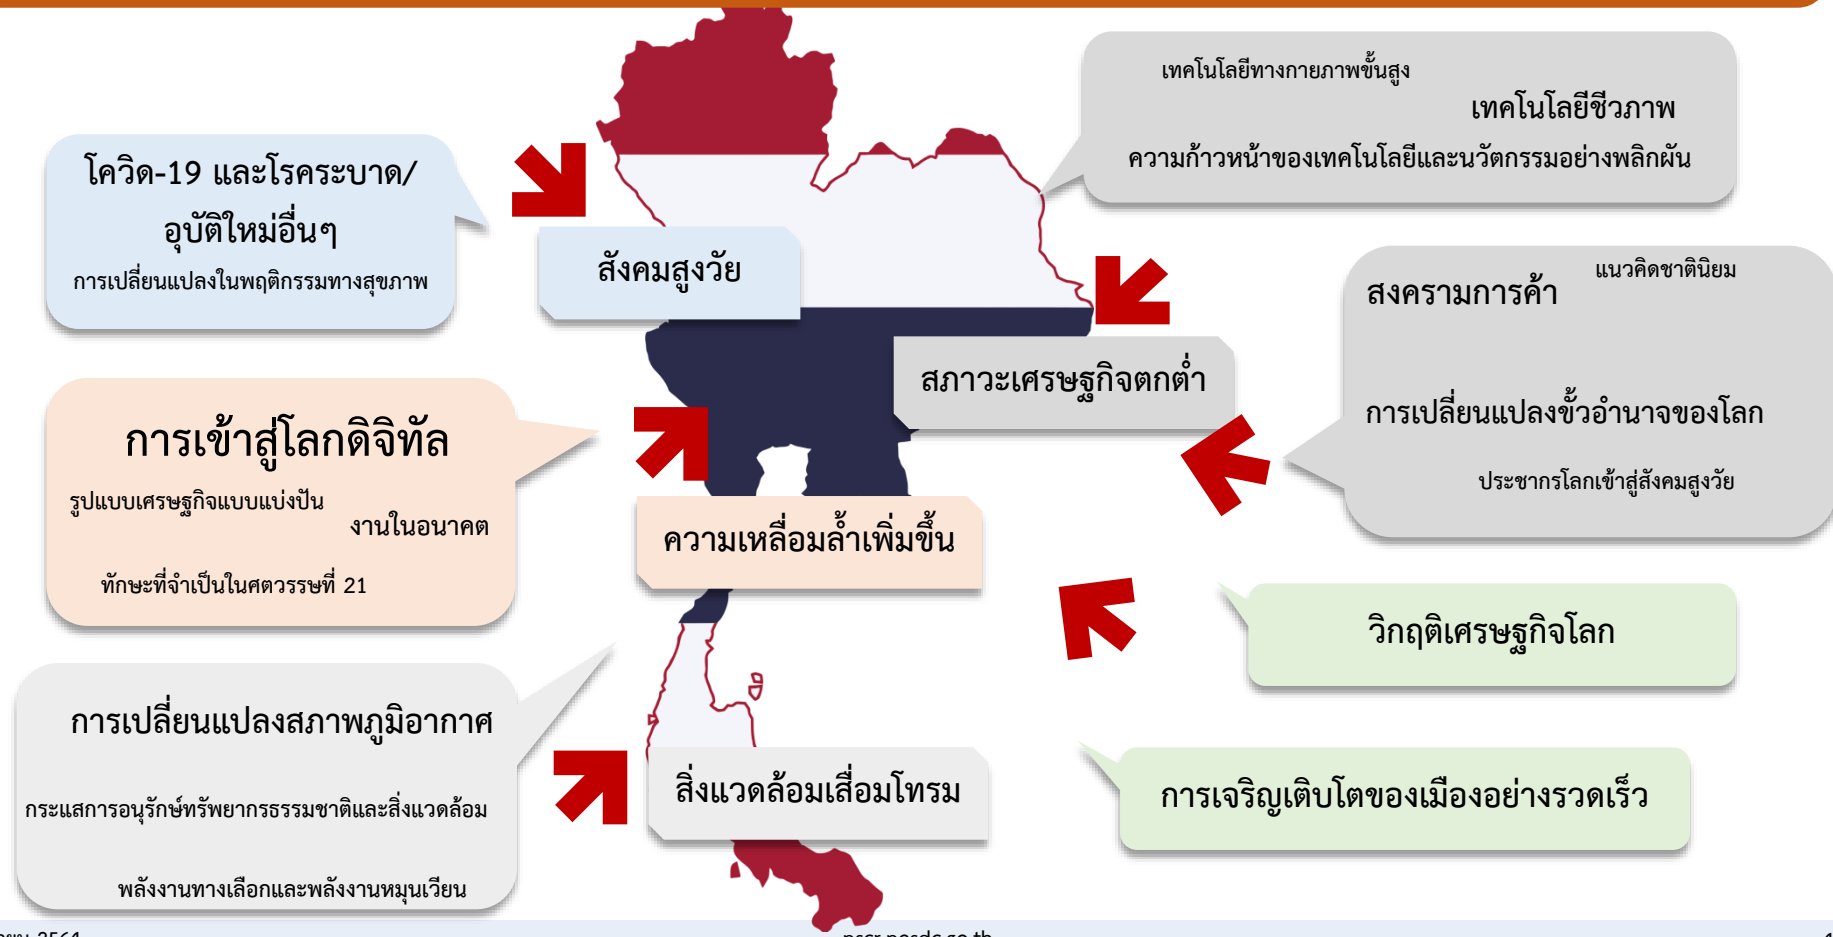 เทคโนโลยีทางกายภาพขั้นสูง
เทคโนโลยีชีวภาพ
ความก้าวหน้าของเทคโนโลยีและนวัตกรรมอย่างพลิกผัน
โควิด-19 และโรคระบาด/
อุบัติใหม่อื่นๆ
การเปลี่ยนแปลงในพฤติกรรมทางสุขภาพ
สังคมสูงวัย
แนวคิดชาตินิยม
สงครามการค้า
การเปลี่ยนแปลงขั้วอำนาจของโลก
ประชากรโลกเข้าสู่สังคมสูงวัย
สภาวะเศรษฐกิจตกต่ำ
การเข้าสู่โลกดิจิทัล
รูปแบบเศรษฐกิจแบบแบ่งปัน
งานในอนาคต
ทักษะที่จำเป็นในศตวรรษที่ 21
ความเหลื่อมล้ำเพิ่มขึ้น
วิกฤติเศรษฐกิจโลก
การเปลี่ยนแปลงสภาพภูมิอากาศ
กระแสการอนุรักษ์ทรัพยากรธรรมชาติและสิ่งแวดล้อม
พลังงานทางเลือกและพลังงานหมุนเวียน
สิ่งแวดล้อมเสื่อมโทรม
การเจริญเติบโตของเมืองอย่างรวดเร็ว
2564
nscr.nesdc.go.th